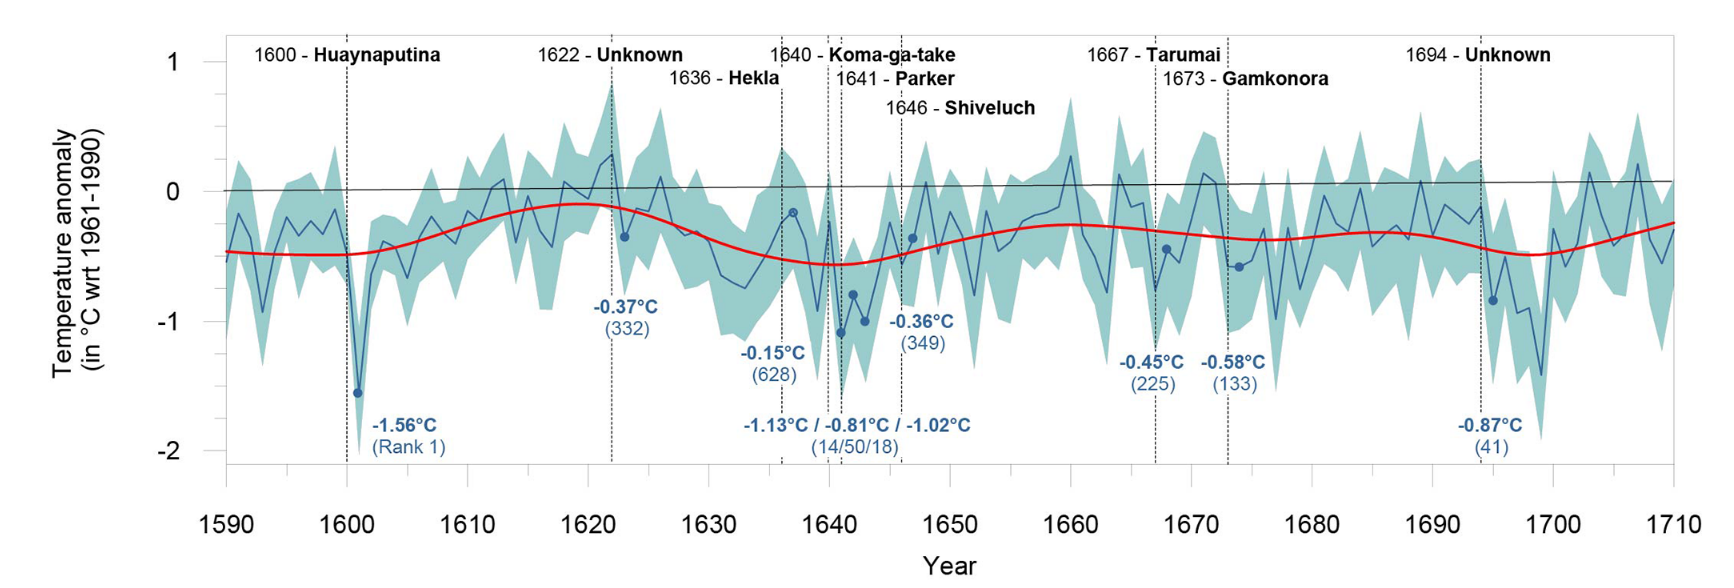 1600 - Huaynaputina
1622 - Unknown
1640 - Koma-ga-take
1667 - Tarumai
1694 - Unknown
1636 - Hekla
1641 - Parker
1673 - Gamkonora
1646 - Shiveluch
Temperature anomaly
(in °C wrt 1961-1990)
1
0
-1
-2
-0.37°C
(332)
-0.15°C
(628)
-0.36°C
(349)
-0.45°C
(225)
-0.58°C
(133)
-1.56°C
(Rank 1)
-1.13°C / -0.81°C / -1.02°C
(14/50/18)
-0.87°C
(41)
1590 1600 1610 1620 1630 1640 1650 1660 1670 1680 1690 1700 1710
Year